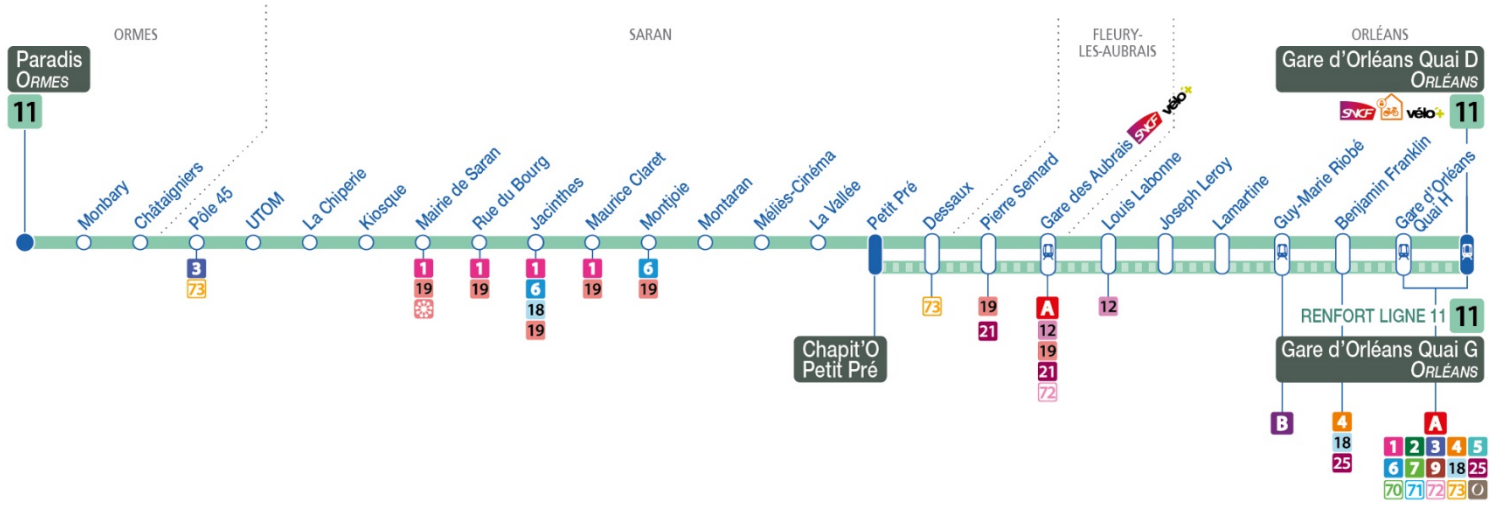 ORMES
SARAN
FLEURY-
LES-AUBRAIS
ORLÉANS
Paradis
ORMES
11
Gare d'Orléans Quai D
ORLÉANS
SNCF vélo+ 11
SNCF vélo+
Monbary
Châtaigniers
Pôle 45
UTOM
La Chiperie
Kiosque
Mairie de Saran
Rue du Bourg
Jacinthes
Maurice Claret
Montjoie
Montaran
Méliès-Cinéma
La Vallée
Petit Pré
Dessaux
Pierre Semard
Gare des Aubrais
Louis Labonne
Joseph Leroy
Lamartine
Guy-Marie Riobé
Benjamin Franklin
Gare d'Orléans
Quai H
3
73
1
19
1
19
1
6
18
19
1
19
6
19
73
19
21
A
12
19
21
72
12
RENFORT LIGNE 11 11
Chapit'O
Petit Pré
Gare d'Orléans Quai G
ORLÉANS
B
4
18
25
A
1 2 3 4 5
6 7 9 18 25
70 71 72 73 O